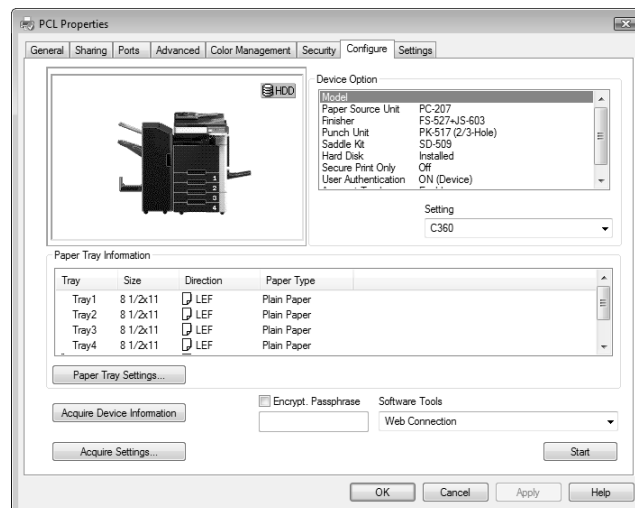 PCL Properties
General Sharing Ports Advanced Color Management Security Configure Settings
HDD
1
2
3
4
Device Option
Model
Paper Source Unit PC-207
Finisher FS-527+JS-603
Punch Unit PK-517 (2/3-Hole)
Saddle Kit SD-509
Hard Disk Installed
Secure Print Only Off
User Authentication ON (Device)
Setting
C360
Paper Tray Information
Tray Size Direction Paper Type
Tray1 8 1/2x11 LEF Plain Paper
Tray2 8 1/2x11 LEF Plain Paper
Tray3 8 1/2x11 LEF Plain Paper
Tray4 8 1/2x11 LEF Plain Paper
Paper Tray Settings...
Acquire Device Information
Encrypt. Passphrase
Software Tools
Web Connection
Acquire Settings...
Start
OK Cancel Apply Help